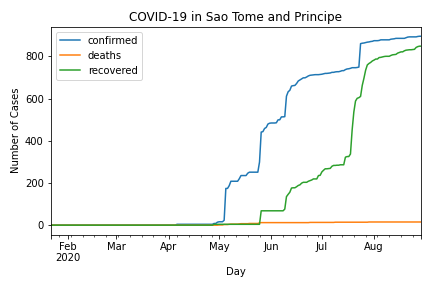 COVID-19 in Sao Tome and Principe
confirmed
deaths
recovered
Number of Cases
800
600
400
200
0
Feb Mar Apr May Jun Jul Aug
2020
Day